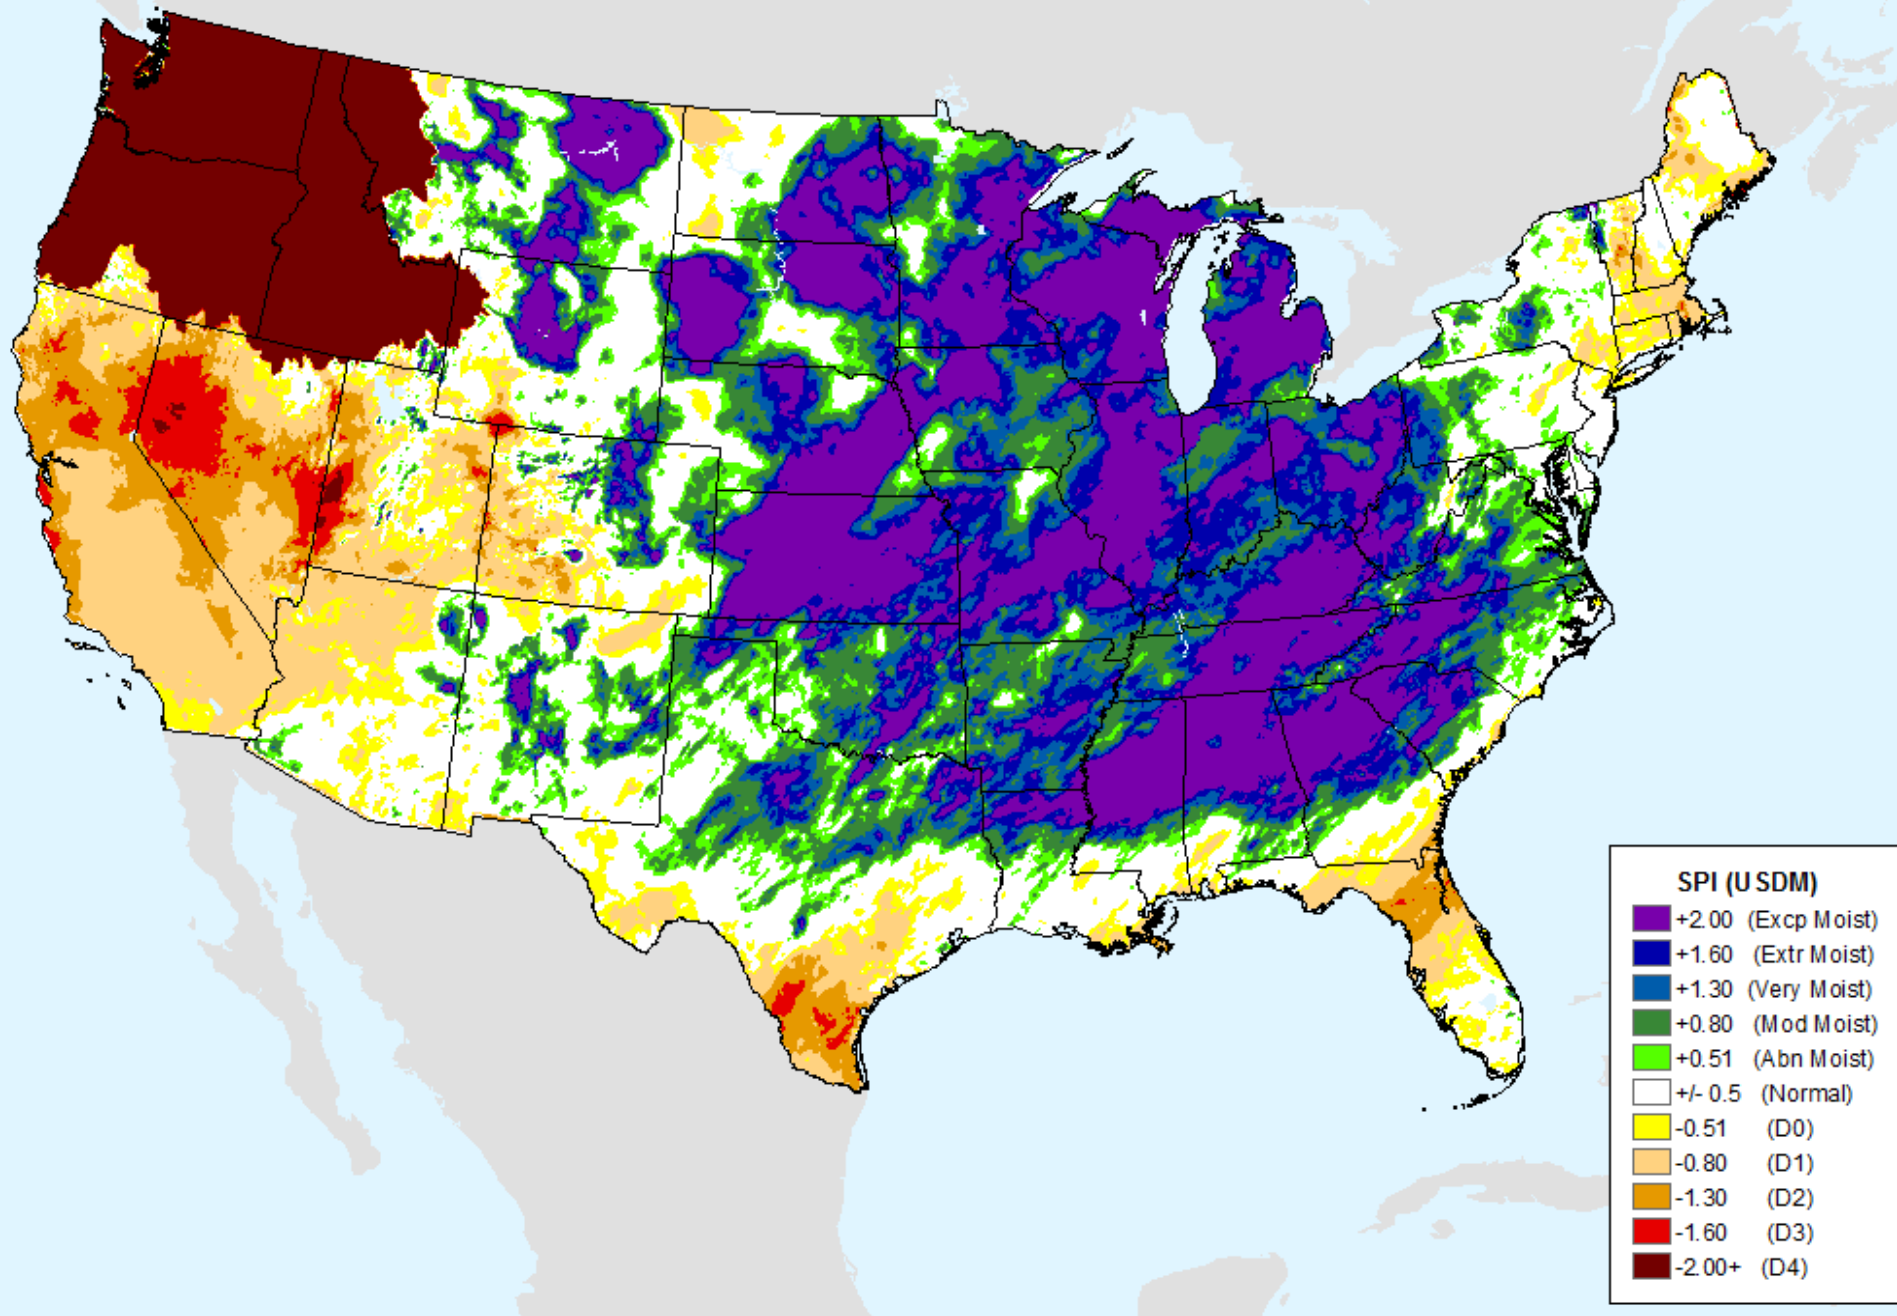 SPI (USDM)
+2.00 (Excp Moist)
+1.60 (Extr Moist)
+1.30 (Very Moist)
+0.80 (Mod Moist)
+0.51 (Abn Moist)
+/- 0.5 (Normal)
-0.51 (D0)
-0.80 (D1)
-1.30 (D2)
-1.60 (D3)
-2.00+ (D4)